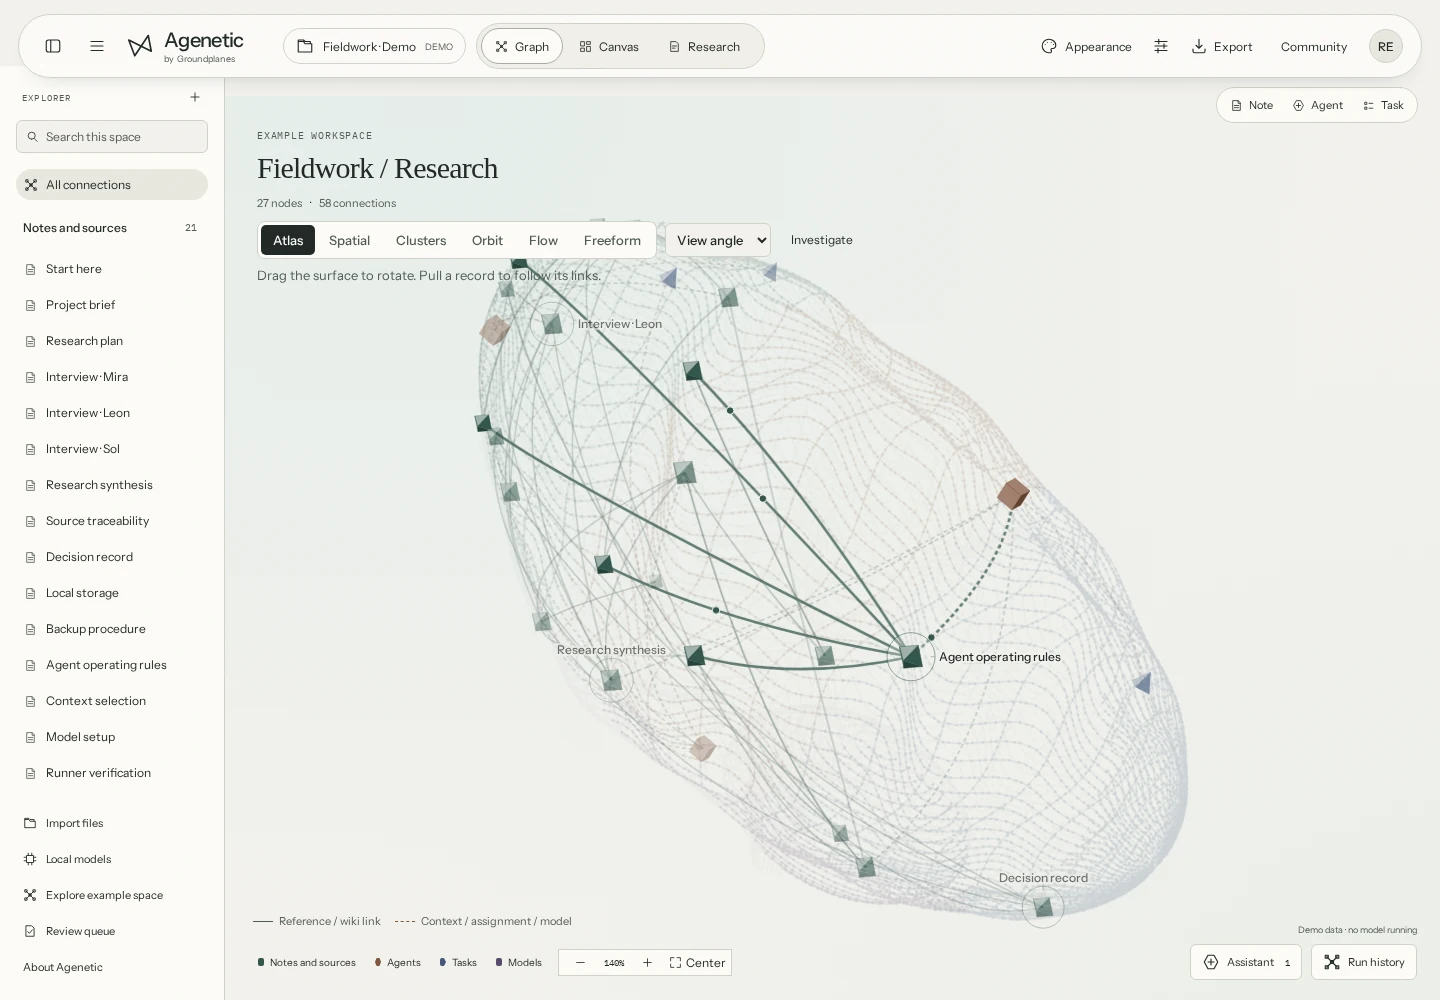 Agenetic
by Groundplanes
Fieldwork · Demo DEMO
Graph
Canvas
Research
Appearance
Export
Community
RE
EXPLORER
Search this space
All connections
Notes and sources 21
Start here
Project brief
Research plan
Interview · Mira
Interview · Leon
Interview · Sol
Research synthesis
Source traceability
Decision record
Local storage
Backup procedure
Agent operating rules
Context selection
Model setup
Runner verification
Import files
Local models
Explore example space
Review queue
About Agenetic
Note
Agent
Task
EXAMPLE WORKSPACE
Fieldwork / Research
27 nodes · 58 connections
Atlas
Spatial
Clusters
Orbit
Flow
Freeform
View angle
Investigate
Drag the surface to rotate. Pull a record to follow its links.
Interview · Leon
Research synthesis
Agent operating rules
Decision record
Reference / wiki link
Context / assignment / model
Notes and sources
Agents
Tasks
Models
140%
Center
Demo data · no model running
Assistant 1
Run history